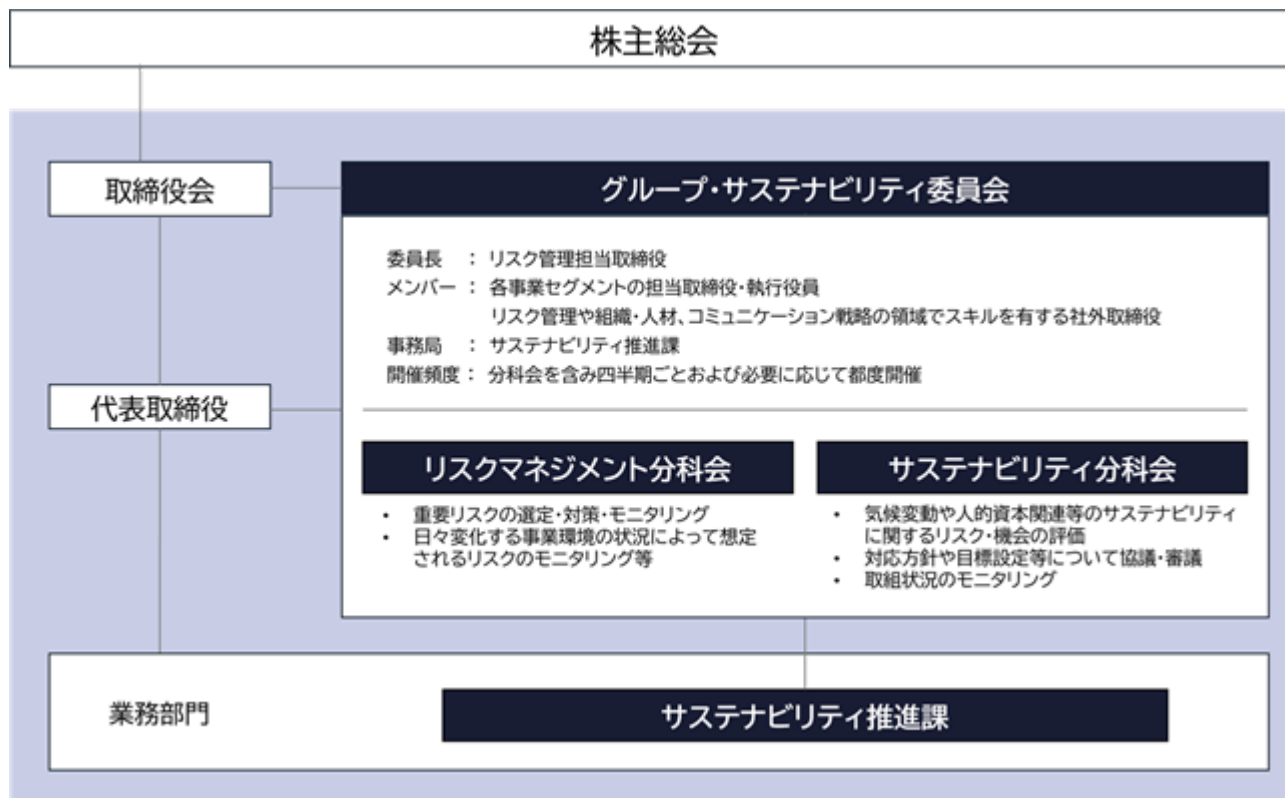 株主総会
取締役会
グループ・サステナビリティ委員会
委員長 : リスク管理担当取締役
メンバー : 各事業セグメントの担当取締役・執行役員
リスク管理や組織・人材、コミュニケーション戦略の領域でスキルを有する社外取締役
事務局 : サステナビリティ推進課
開催頻度 : 分科会を含み四半期ごとおよび必要に応じて都度開催
代表取締役
リスクマネジメント分科会
• 重要リスクの選定・対策・モニタリング
• 日々変化する事業環境の状況によって想定
されるリスクのモニタリング等
サステナビリティ分科会
• 気候変動や人的資本関連等のサステナビリティ
に関するリスク・機会の評価
• 対応方針や目標設定等について協議・審議
• 取組状況のモニタリング
業務部門
サステナビリティ推進課